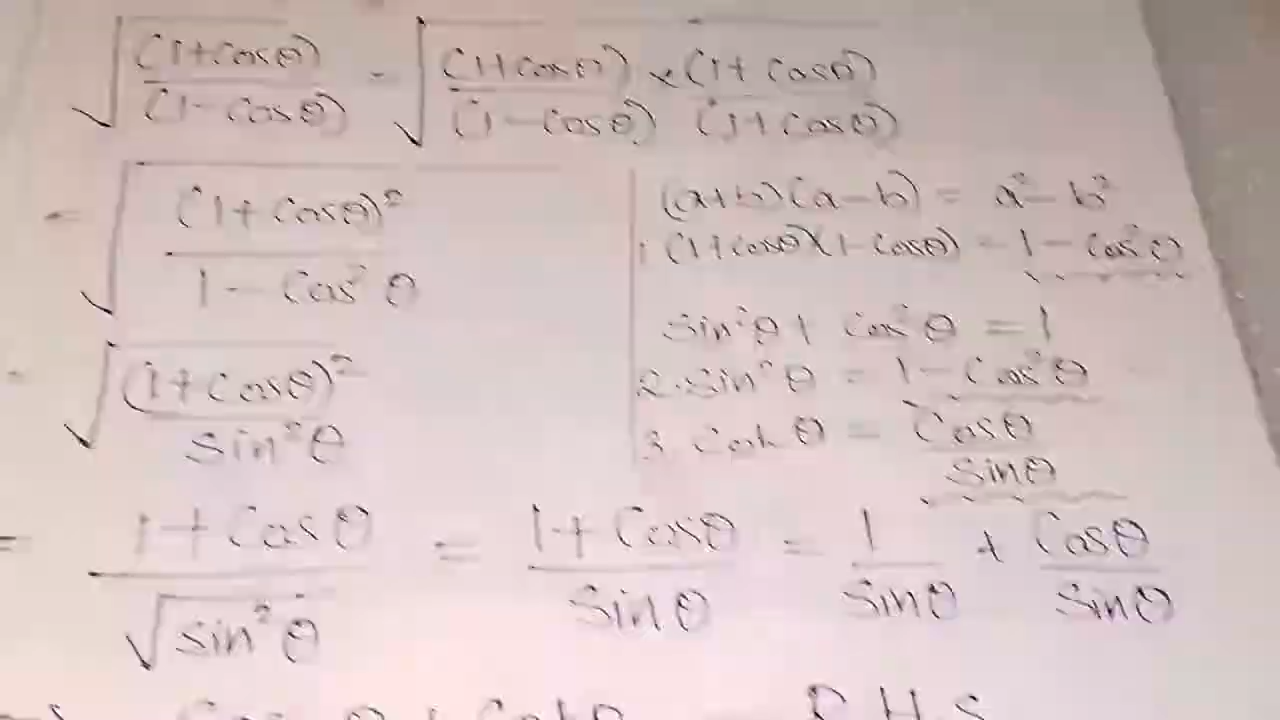 √((1+cosθ)/(1-cosθ)) = √((1+cosθ)/(1-cosθ) × (1+cosθ)/(1+cosθ))
= √((1+cosθ)²/(1-cos²θ))
= √((1+cosθ)²/sin²θ)
(a+b)(a-b) = a²-b²
1. (1+cosθ)(1-cosθ) = 1-cos²θ
sin²θ+cos²θ = 1
2. sin²θ = 1-cos²θ
3. cotθ = cosθ/sinθ
= (1+cosθ)/√(sin²θ) = (1+cosθ)/sinθ = 1/sinθ + cosθ/sinθ
R.H.S